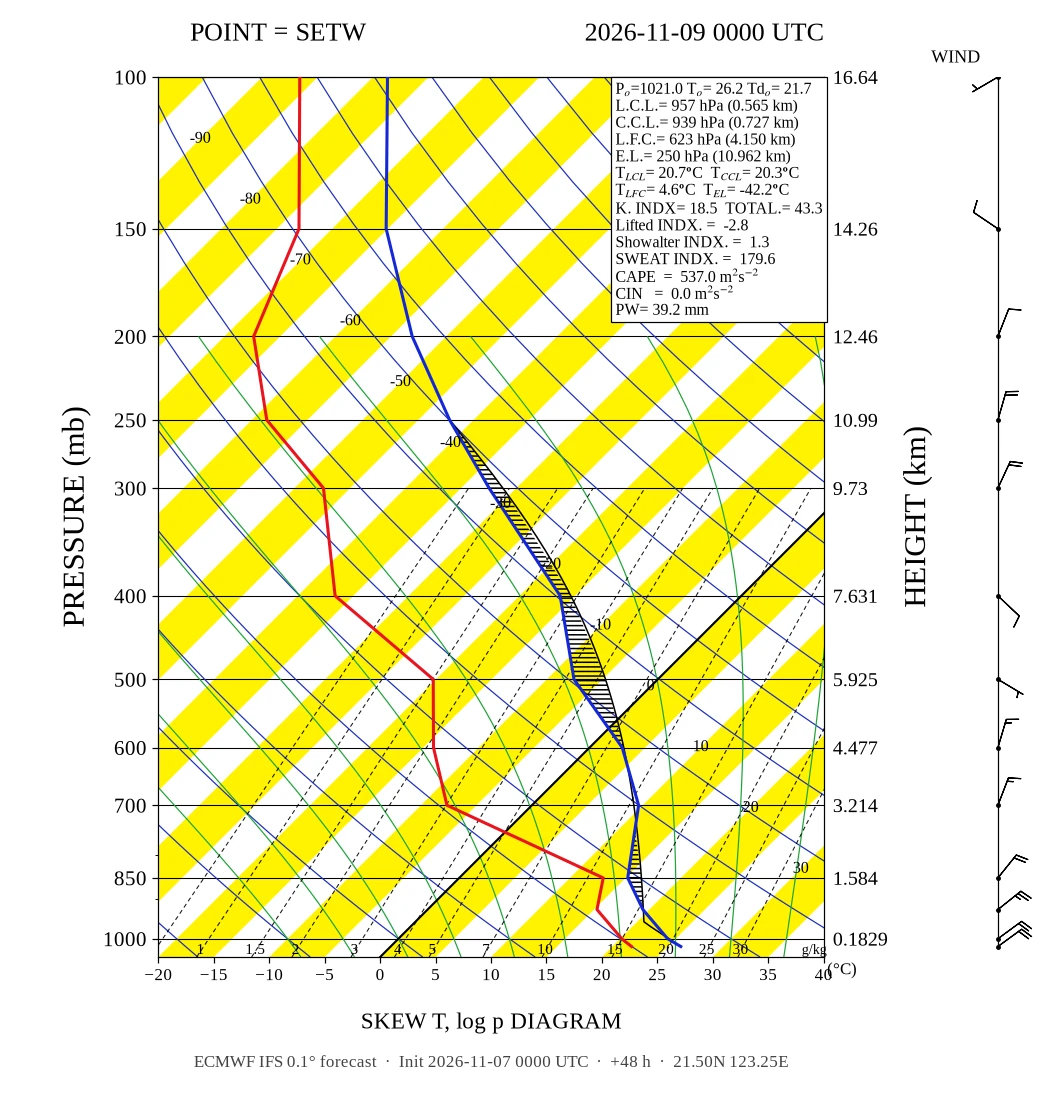 POINT = SETW 2026-11-09 0000 UTC
WIND
100 16.64
Pₒ=1021.0 Tₒ= 26.2 Tdₒ= 21.7
L.C.L.= 957 hPa (0.565 km)
C.C.L.= 939 hPa (0.727 km)
L.F.C.= 623 hPa (4.150 km)
E.L.= 250 hPa (10.962 km)
T_LCL= 20.7°C T_CCL= 20.3°C
T_LFC= 4.6°C T_EL= -42.2°C
K. INDX= 18.5 TOTAL.= 43.3
Lifted INDX. = -2.8
Showalter INDX. = 1.3
SWEAT INDX. = 179.6
CAPE = 537.0 m²s⁻²
CIN = 0.0 m²s⁻²
PW= 39.2 mm
-90
-80
150 14.26
-70
-60
200 12.46
-50
250 10.99
-40
300 9.73
-30
-20
400 7.631
-10
500 5.925
0
10
600 4.477
700 3.214
20
30
850 1.584
1000 0.1829
1 1.5 2 3 4 5 7 10 15 20 25 30 g/kg
−20 −15 −10 −5 0 5 10 15 20 25 30 35 40 (°C)
PRESSURE (mb)
HEIGHT (km)
SKEW T, log p DIAGRAM
ECMWF IFS 0.1° forecast · Init 2026-11-07 0000 UTC · +48 h · 21.50N 123.25E